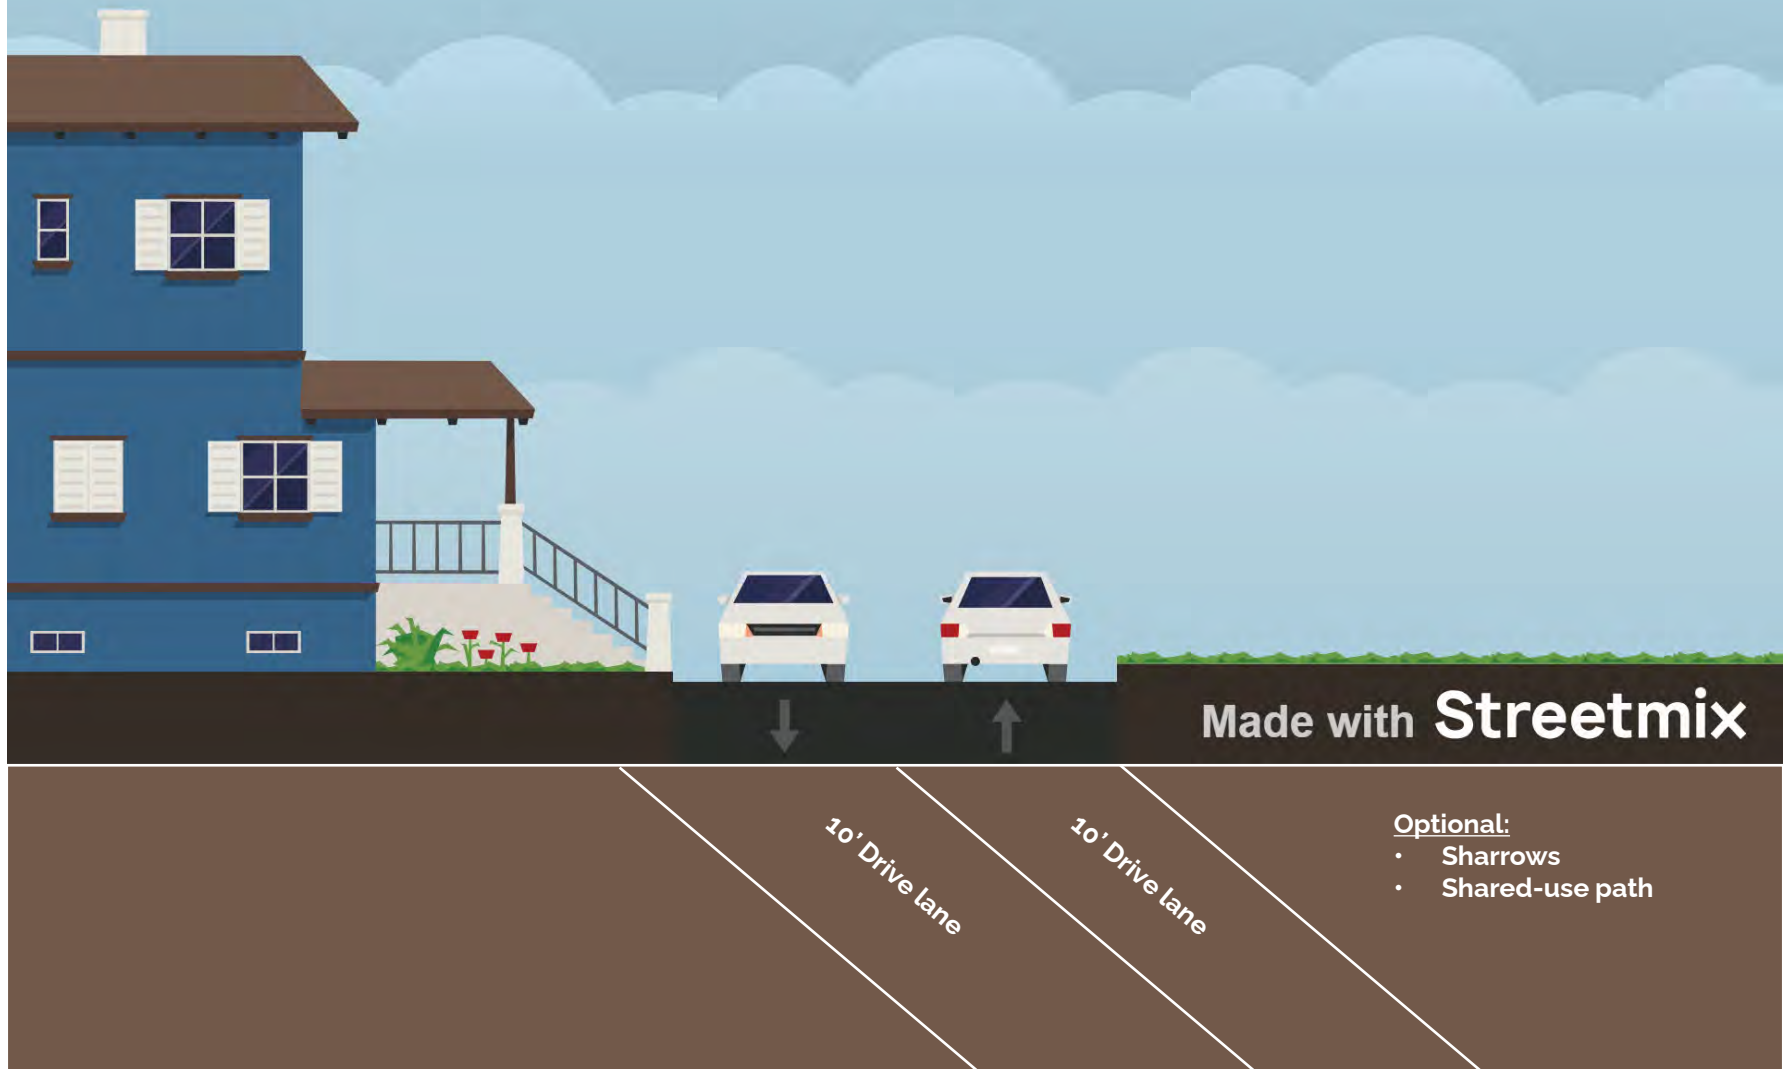 Made with Streetmix
10' Drive lane
10' Drive lane
Optional:
• Sharrows
• Shared-use path